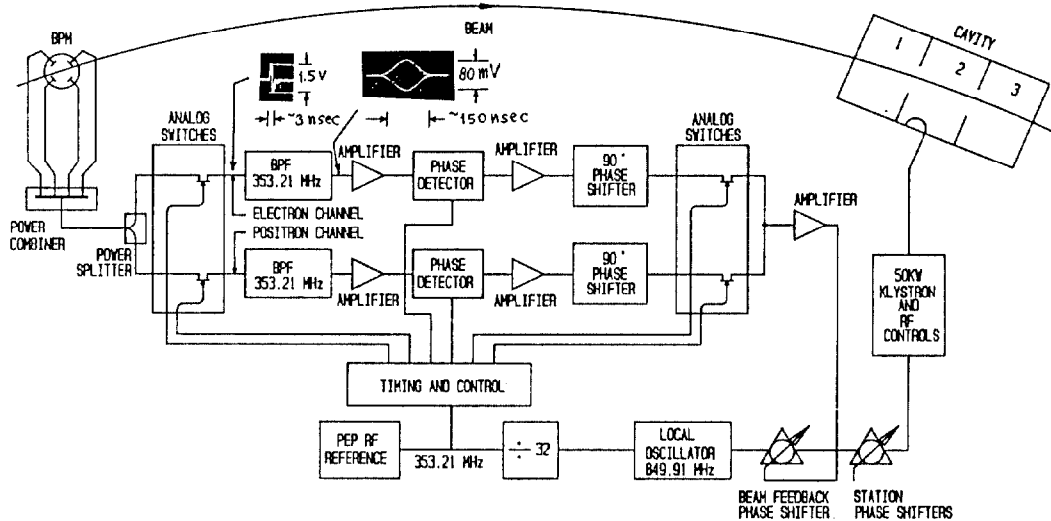 BPM
BEAM
CAVITY
1
2
3
1.5 V
80 mV
~3 nsec
~150 nsec
ANALOG
SWITCHES
AMPLIFIER
AMPLIFIER
ANALOG
SWITCHES
BPF
353.21 MHz
PHASE
DETECTOR
90°
PHASE
SHIFTER
AMPLIFIER
ELECTRON CHANNEL
POSITRON CHANNEL
POWER
COMBINER
POWER
SPLITTER
BPF
353.21 MHz
AMPLIFIER
PHASE
DETECTOR
AMPLIFIER
90°
PHASE
SHIFTER
50KW
KLYSTRON
AND
RF
CONTROLS
TIMING AND CONTROL
PEP RF
REFERENCE
353.21 MHz
÷ 32
LOCAL
OSCILLATOR
849.91 MHz
BEAM FEEDBACK
PHASE SHIFTER
STATION
PHASE SHIFTERS